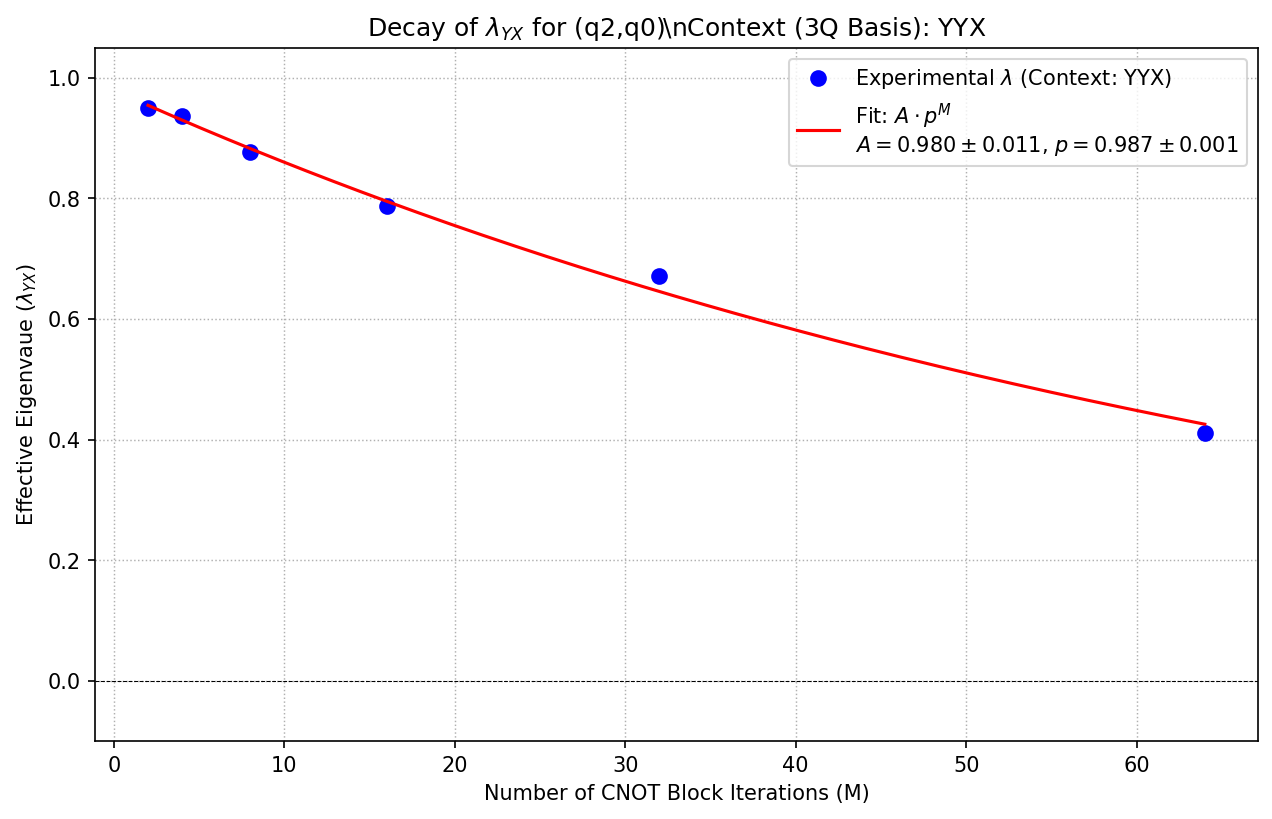 Decay of λ_YX for (q2,q0)\nContext (3Q Basis): YYX
Experimental λ (Context: YYX)
Fit: A · p^M
A = 0.980 ± 0.011, p = 0.987 ± 0.001
Effective Eigenvaue (λ_YX)
1.0
0.8
0.6
0.4
0.2
0.0
0 10 20 30 40 50 60
Number of CNOT Block Iterations (M)